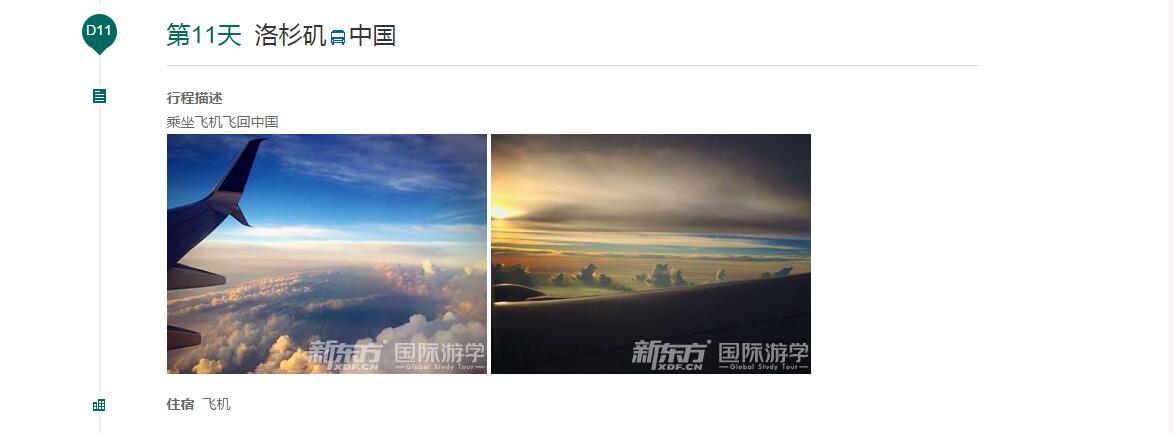 D11
第11天 洛杉矶 中国
行程描述
乘坐飞机飞回中国
新东方 XDF.CN 国际游学 Global Study Tour
新东方 XDF.CN 国际游学 Global Study Tour
住宿 飞机